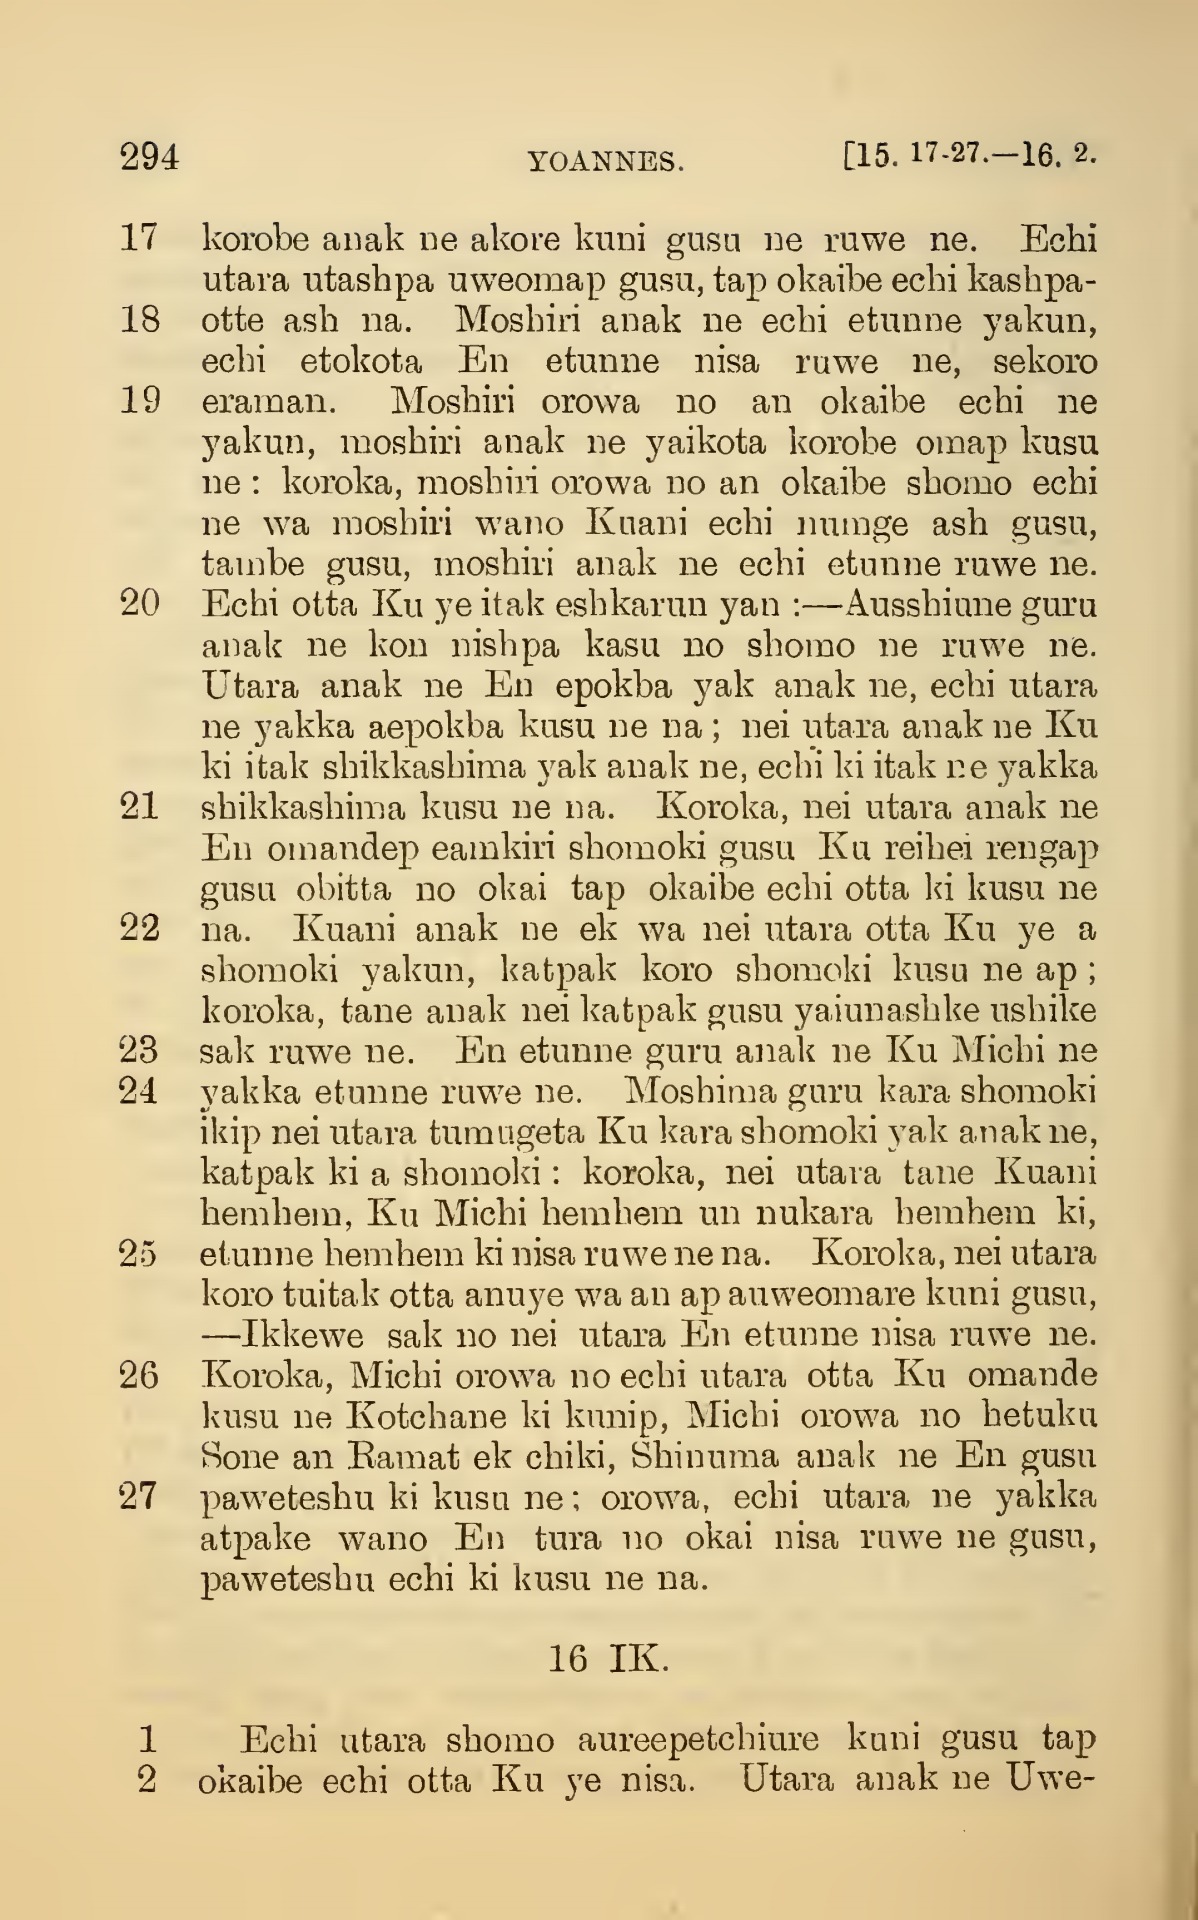 294 YOANNES. [15. 17-27.—16. 2.
17 korobe anak ne akore kuni gusu ne ruwe ne. Echi
utara utashpa uweomap gusu, tap okaibe echi kashpa-
18 otte ash na. Moshiri anak ne echi etunne yakun,
echi etokota En etunne nisa ruwe ne, sekoro
19 eraman. Moshiri orowa no an okaibe echi ne
yakun, moshiri anak ne yaikota korobe omap kusu
ne : koroka, moshiri orowa no an okaibe shomo echi
ne wa moshiri wano Kuani echi numge ash gusu,
tambe gusu, moshiri anak ne echi etunne ruwe ne.
20 Echi otta Ku ye itak eshkarun yan :—Ausshiune guru
anak ne kon nishpa kasu no shomo ne ruwe ne.
Utara anak ne En epokba yak anak ne, echi utara
ne yakka aepokba kusu ne na ; nei utara anak ne Ku
ki itak shikkashima yak anak ne, echi ki itak ne yakka
21 shikkashima kusu ne na. Koroka, nei utara anak ne
En omandep eamkiri shomoki gusu Ku reihei rengap
gusu obitta no okai tap okaibe echi otta ki kusu ne
22 na. Kuani anak ne ek wa nei utara otta Ku ye a
shomoki yakun, katpak koro shomoki kusu ne ap ;
koroka, tane anak nei katpak gusu yaiunashke ushike
23 sak ruwe ne. En etunne guru anak ne Ku Michi ne
24 yakka etunne ruwe ne. Moshima guru kara shomoki
ikip nei utara tumugeta Ku kara shomoki yak anak ne,
katpak ki a shomoki : koroka, nei utara tane Kuani
hemhem, Ku Michi hemhem un nukara hemhem ki,
25 etunne hemhem ki nisa ruwe ne na. Koroka, nei utara
koro tuitak otta anuye wa an ap auweomare kuni gusu,
—Ikkewe sak no nei utara En etunne nisa ruwe ne.
26 Koroka, Michi orowa no echi utara otta Ku omande
kusu ne Kotchane ki kunip, Michi orowa no hetuku
Sone an Ramat ek chiki, Shinuma anak ne En gusu
27 paweteshu ki kusu ne ; orowa, echi utara ne yakka
atpake wano En tura no okai nisa ruwe ne gusu,
paweteshu echi ki kusu ne na.
16 IK.
1 Echi utara shomo aureepetchiure kuni gusu tap
2 okaibe echi otta Ku ye nisa. Utara anak ne Uwe-